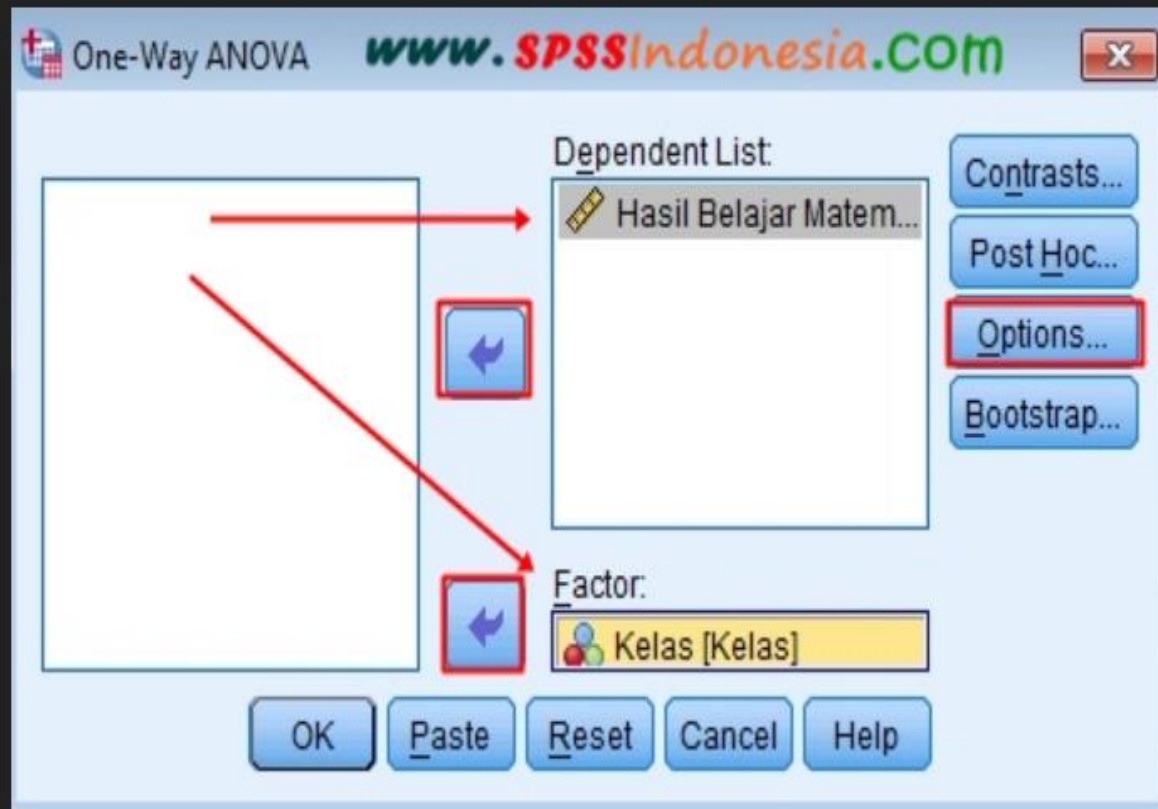 One-Way ANOVA www.SPSSIndonesia.Com
Dependent List:
Hasil Belajar Matem...
Contrasts...
Post Hoc...
Options...
Bootstrap...
Factor:
Kelas [Kelas]
OK Paste Reset Cancel Help